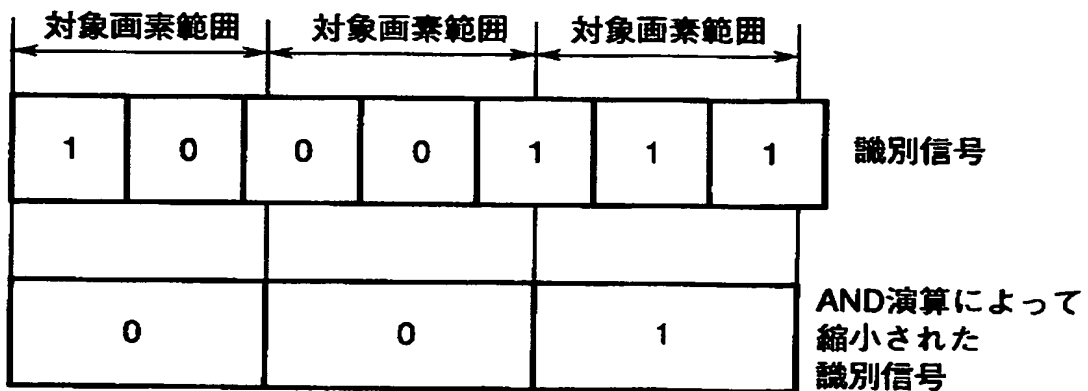 対象画素範囲 対象画素範囲 対象画素範囲
1 0 0 0 1 1 1 識別信号
0 0 1
AND演算によって
縮小された
識別信号